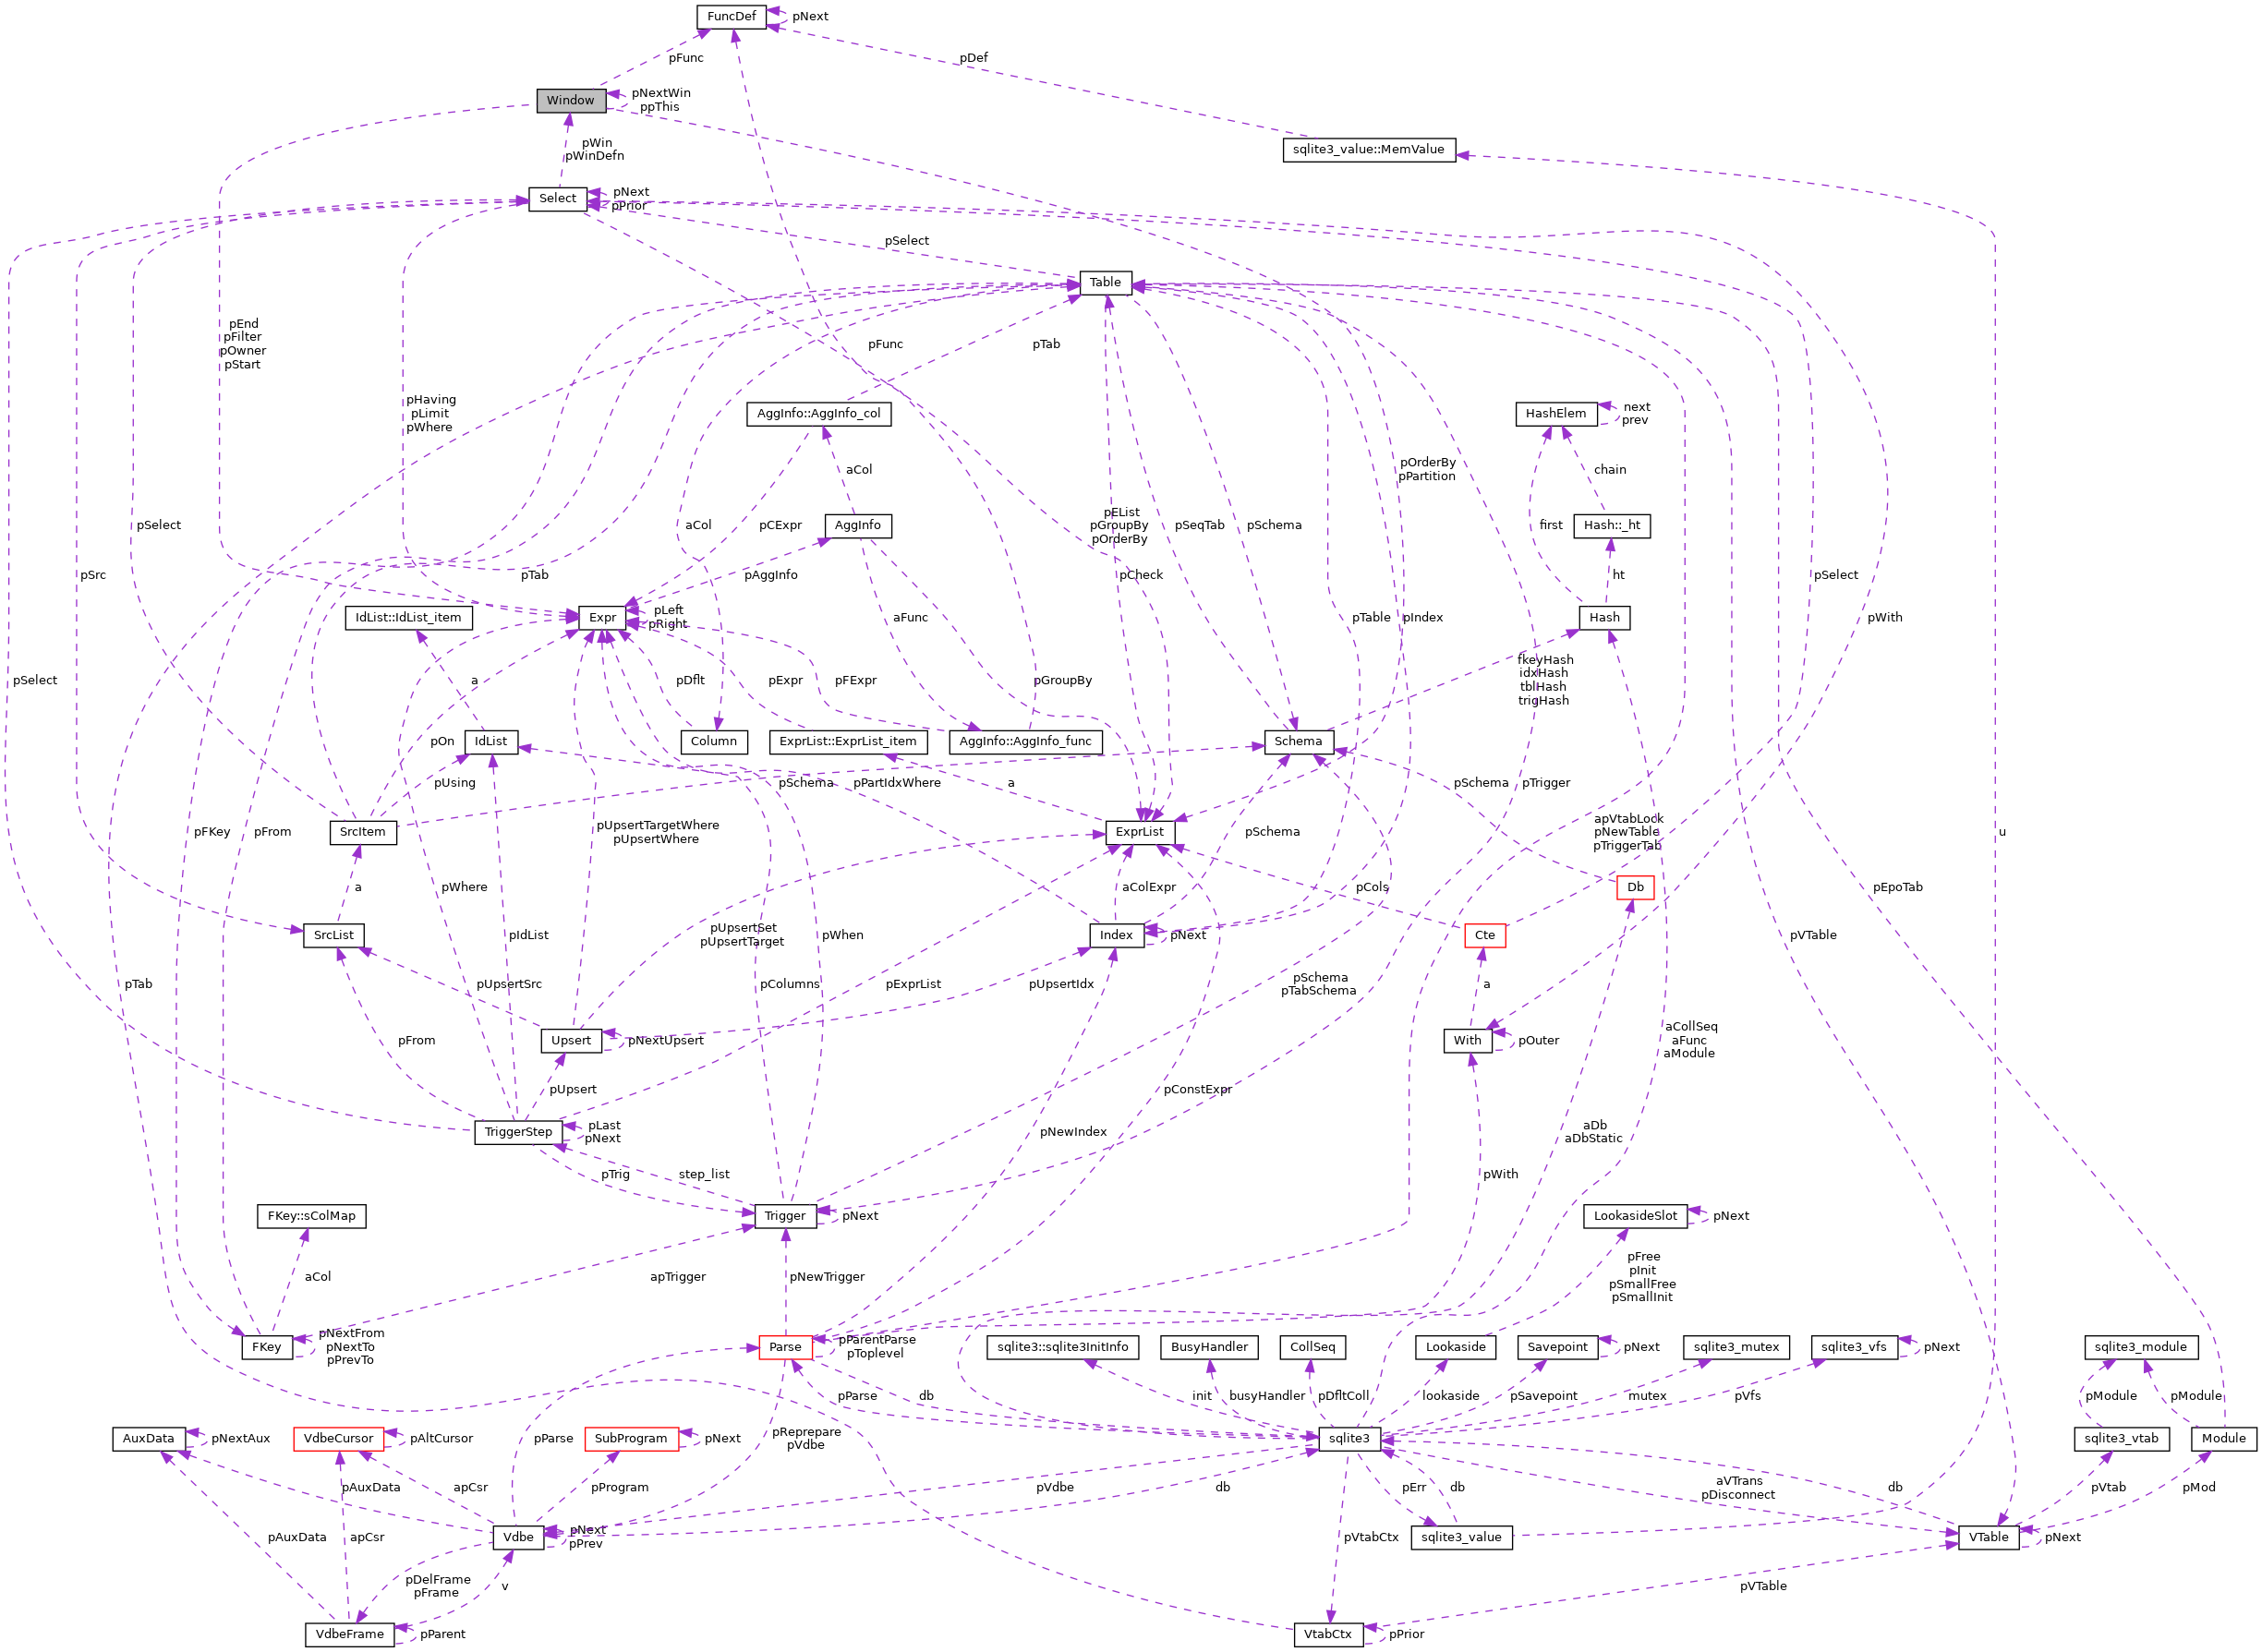 FuncDef
pNext
pFunc
pDef
Window
pNextWin
ppThis
sqlite3_value::MemValue
pWin
pWinDefn
Select
pNext
pPrior
pSelect
Table
pEnd
pFilter
pOwner
pStart
pFunc
pTab
pHaving
pLimit
pWhere
AggInfo::AggInfo_col
HashElem
next
prev
pOrderBy
pPartition
aCol
chain
pSelect
aCol
pCExpr
AggInfo
pEList
pGroupBy
pOrderBy
pSeqTab
pSchema
first
Hash::_ht
pSrc
pTab
pAggInfo
pCheck
ht
pSelect
IdList::IdList_item
Expr
pLeft
pRight
aFunc
pTable
pIndex
Hash
pWith
pSelect
a
pDflt
pExpr
pFExpr
pGroupBy
fkeyHash
idxHash
tblHash
trigHash
pOn
IdList
Column
ExprList::ExprList_item
AggInfo::AggInfo_func
Schema
pUsing
pSchema
pPartIdxWhere
a
pSchema
pTrigger
pFKey
pFrom
SrcItem
pUpsertTargetWhere
pUpsertWhere
ExprList
pSchema
apVtabLock
pNewTable
pTriggerTab
u
a
pWhere
aColExpr
pCols
Db
pEpoTab
SrcList
pIdList
pUpsertSet
pUpsertTarget
pWhen
Index
pNext
Cte
pVTable
pTab
pUpsertSrc
pColumns
pExprList
pUpsertIdx
pSchema
pTabSchema
a
pFrom
Upsert
pNextUpsert
With
pOuter
aCollSeq
aFunc
aModule
pUpsert
pConstExpr
TriggerStep
pLast
pNext
pNewIndex
aDb
aDbStatic
pTrig
step_list
pWith
FKey::sColMap
Trigger
pNext
LookasideSlot
pNext
aCol
apTrigger
pNewTrigger
pFree
pInit
pSmallFree
pSmallInit
FKey
pNextFrom
pNextTo
pPrevTo
Parse
pParentParse
pToplevel
sqlite3::sqlite3InitInfo
BusyHandler
CollSeq
Lookaside
Savepoint
pNext
sqlite3_mutex
sqlite3_vfs
pNext
sqlite3_module
pParse
db
init
busyHandler
pDfltColl
lookaside
pSavepoint
mutex
pVfs
pModule
pModule
AuxData
pNextAux
VdbeCursor
pAltCursor
pParse
SubProgram
pNext
pReprepare
pVdbe
sqlite3
sqlite3_vtab
Module
pAuxData
apCsr
pProgram
pVdbe
db
pErr
db
aVTrans
pDisconnect
db
pVtab
pMod
pAuxData
apCsr
Vdbe
pNext
pPrev
pVtabCtx
sqlite3_value
VTable
pNext
pDelFrame
pFrame
v
pVTable
VdbeFrame
pParent
VtabCtx
pPrior